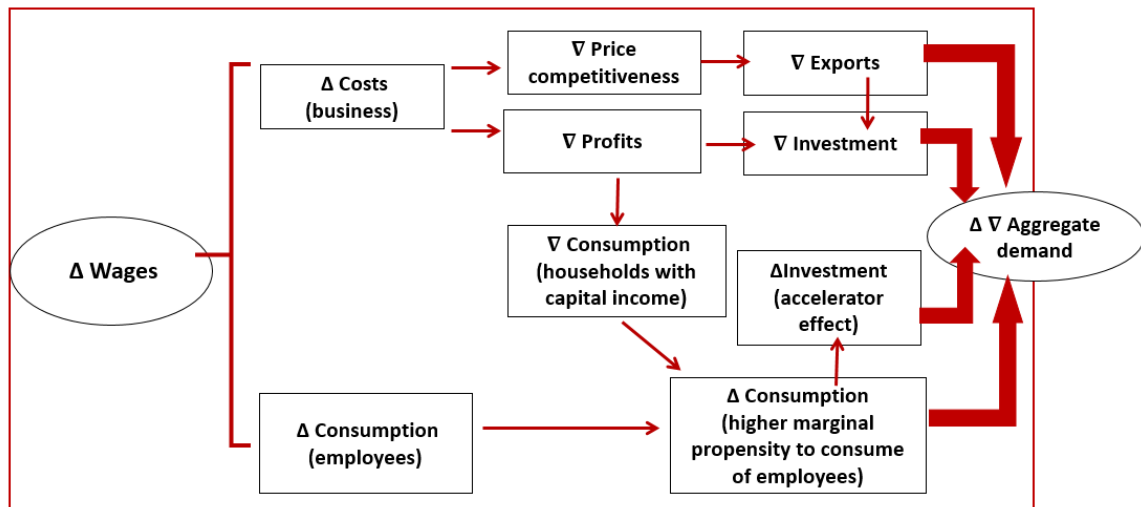 Δ Wages
Δ Costs
(business)
∇ Price
competitiveness
∇ Exports
∇ Profits
∇ Investment
∇ Consumption
(households with
capital income)
ΔInvestment
(accelerator
effect)
Δ ∇ Aggregate
demand
Δ Consumption
(employees)
Δ Consumption
(higher marginal
propensity to consume
of employees)